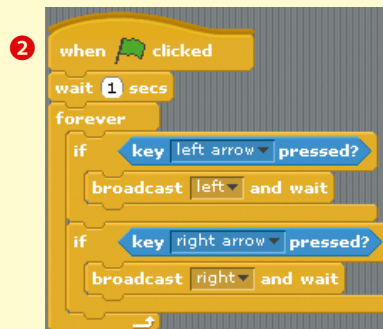 2
when clicked
wait 1 secs
forever
if key left arrow pressed?
broadcast left and wait
if key right arrow pressed?
broadcast right and wait